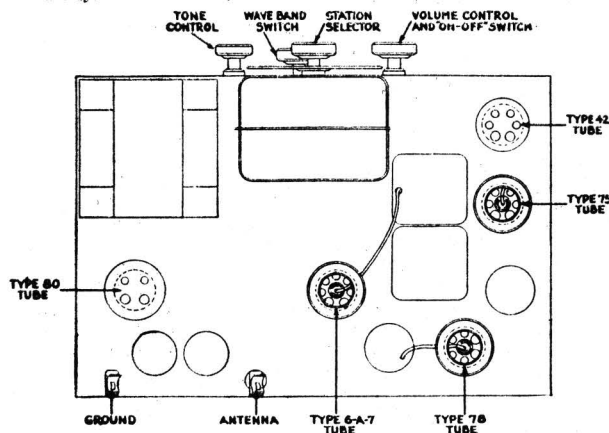 TONE
CONTROL
WAVE BAND
SWITCH
STATION
SELECTOR
VOLUME CONTROL
AND "ON-OFF" SWITCH
TYPE 42
TUBE
TYPE 75
TUBE
TYPE 80
TUBE
GROUND
ANTENNA
TYPE 6-A-7
TUBE
TYPE 78
TUBE